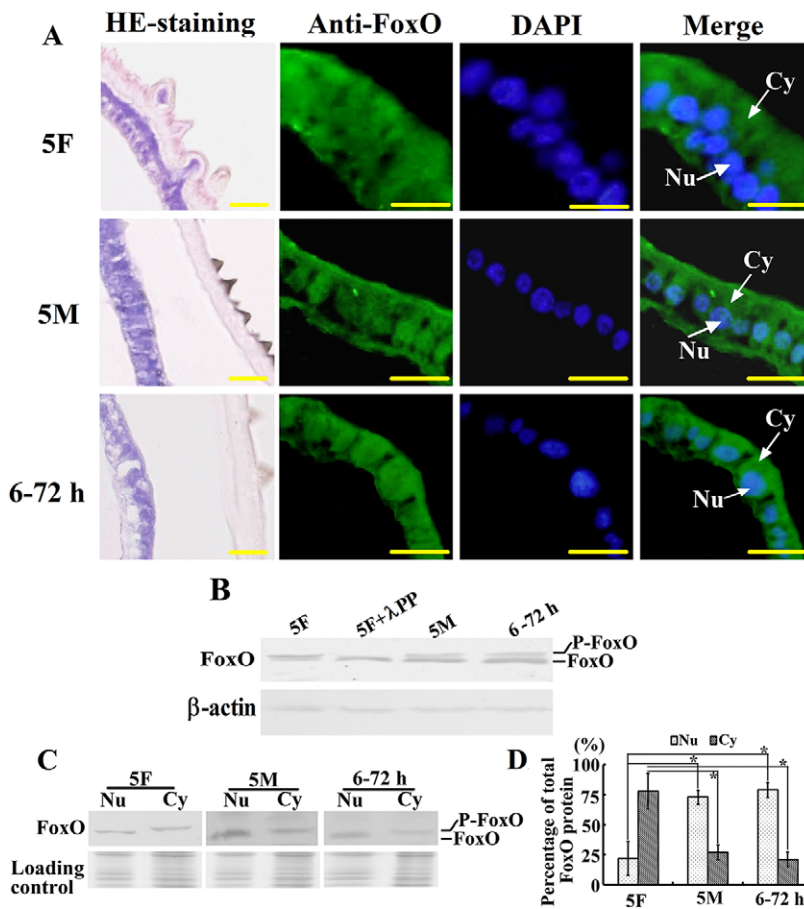 A
HE-staining Anti-FoxO DAPI Merge
5F
Cy
Nu
5M
Cy
Nu
6-72 h
Cy
Nu
B
5F 5F+λPP 5M 6-72 h
FoxO
P-FoxO
FoxO
β-actin
C
5F 5M 6-72 h
Nu Cy Nu Cy Nu Cy
FoxO
P-FoxO
FoxO
Loading
control
D
(%)
Nu Cy
Percentage of total
FoxO protein
100
75
50
25
0
* * * *
5F 5M 6-72 h